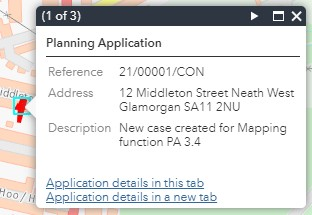 (1 of 3)
Planning Application
Reference 21/00001/CON
Address 12 Middleton Street Neath West
Glamorgan SA11 2NU
Description New case created for Mapping
function PA 3.4
Application details in this tab
Application details in a new tab
Hoo /